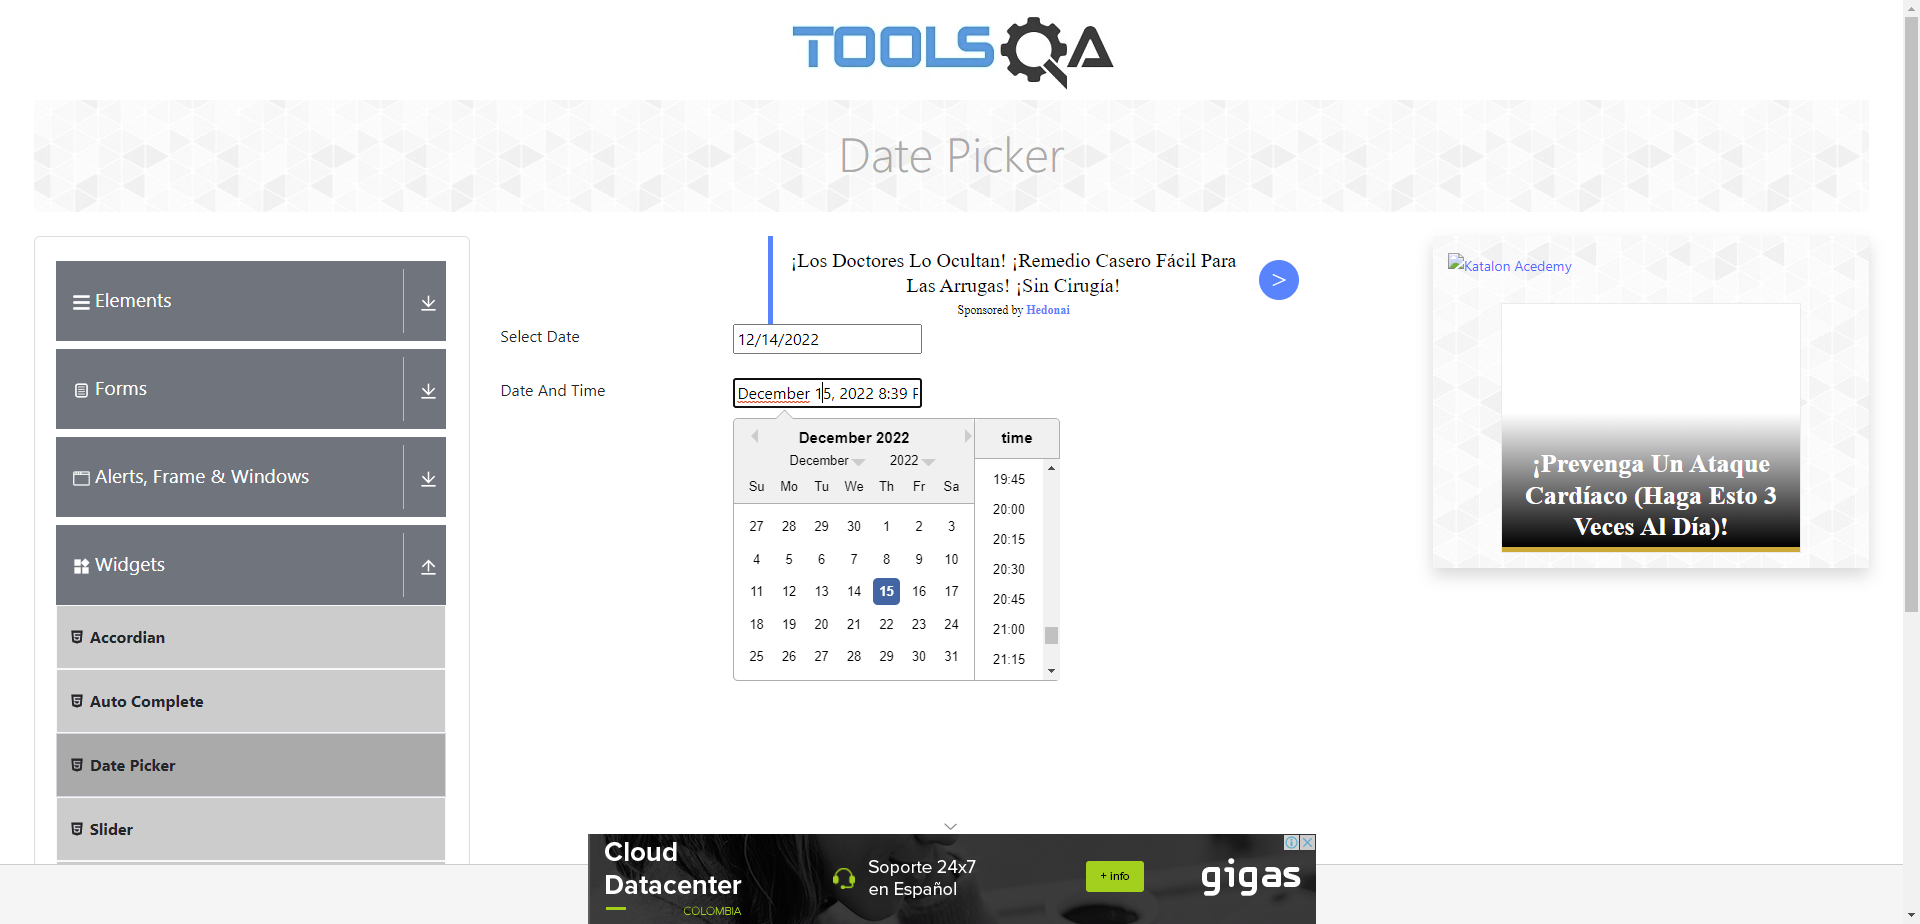 TOOLSQA
Date Picker
Elements
Forms
Alerts, Frame & Windows
Widgets
Accordian
Auto Complete
Date Picker
Slider
¡Los Doctores Lo Ocultan! ¡Remedio Casero Fácil Para
Las Arrugas! ¡Sin Cirugía!
Sponsored by Hedonai
>
Select Date
12/14/2022
Date And Time
December 15, 2022 8:39 P
December 2022
December 2022
Su Mo Tu We Th Fr Sa
27 28 29 30 1 2 3
4 5 6 7 8 9 10
11 12 13 14 15 16 17
18 19 20 21 22 23 24
25 26 27 28 29 30 31
time
19:45
20:00
20:15
20:30
20:45
21:00
21:15
Katalon Acedemy
¡Prevenga Un Ataque
Cardíaco (Haga Esto 3
Veces Al Día)!
Cloud
Datacenter
COLOMBIA
Soporte 24x7
en Español
+ info
gigas